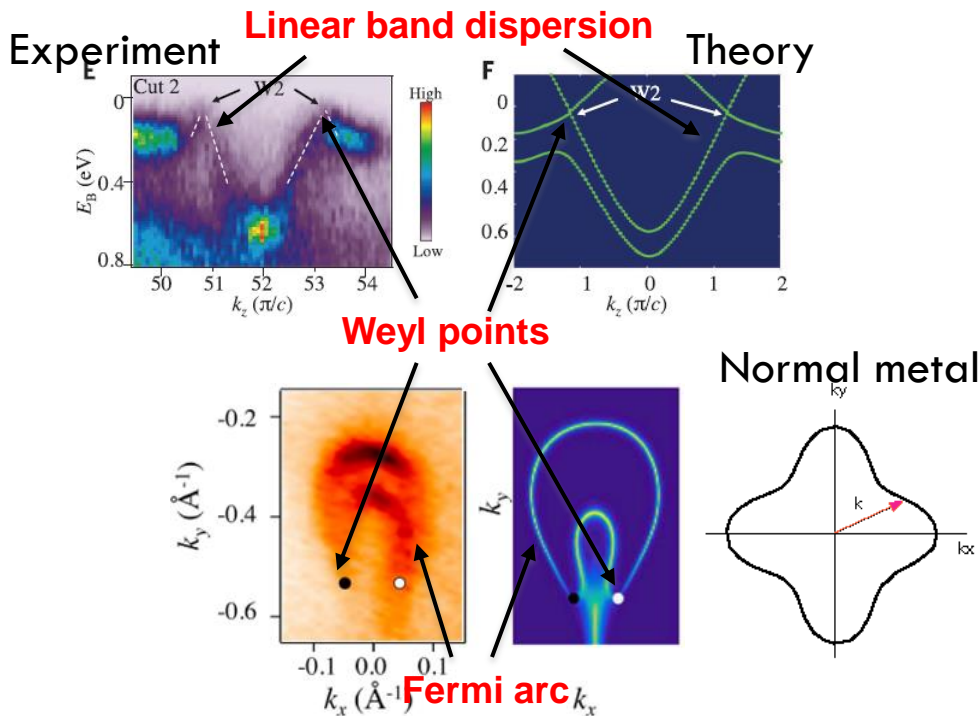 Linear band dispersion
Experiment
Theory
E
Cut 2
W2
High
Low
0
0.4
0.8
E_B (eV)
50 51 52 53 54
k_z (π/c)
F
W2
0
0.2
0.4
0.6
-2 -1 0 1 2
k_z (π/c)
Weyl points
Normal metal
-0.2
-0.4
-0.6
k_y (Å⁻¹)
-0.1 0.0 0.1
k_x (Å⁻¹)
k_y
k_x
Fermi arc
ky
k
kx